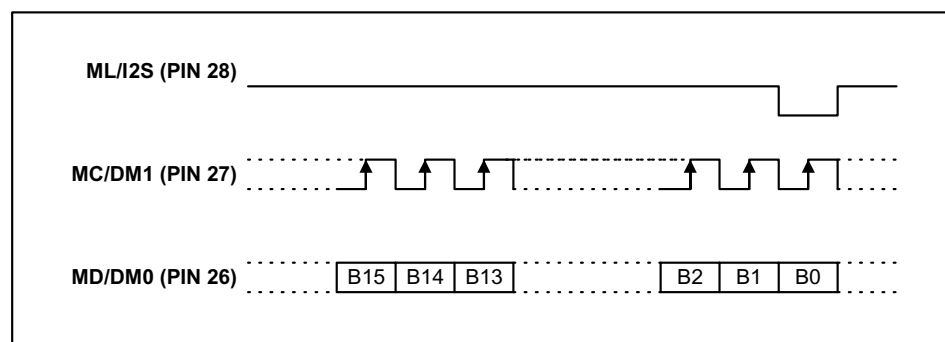 ML/I2S (PIN 28)
MC/DM1 (PIN 27)
MD/DM0 (PIN 26) B15 B14 B13 B2 B1 B0